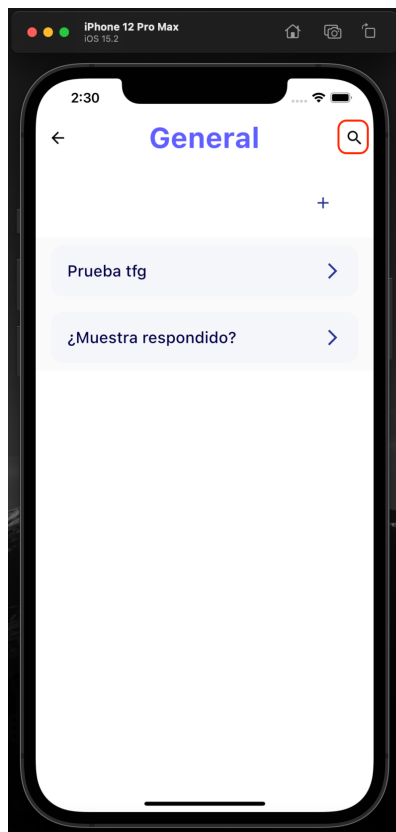 iPhone 12 Pro Max
iOS 15.2
2:30
General
+
Prueba tfg
¿Muestra respondido?